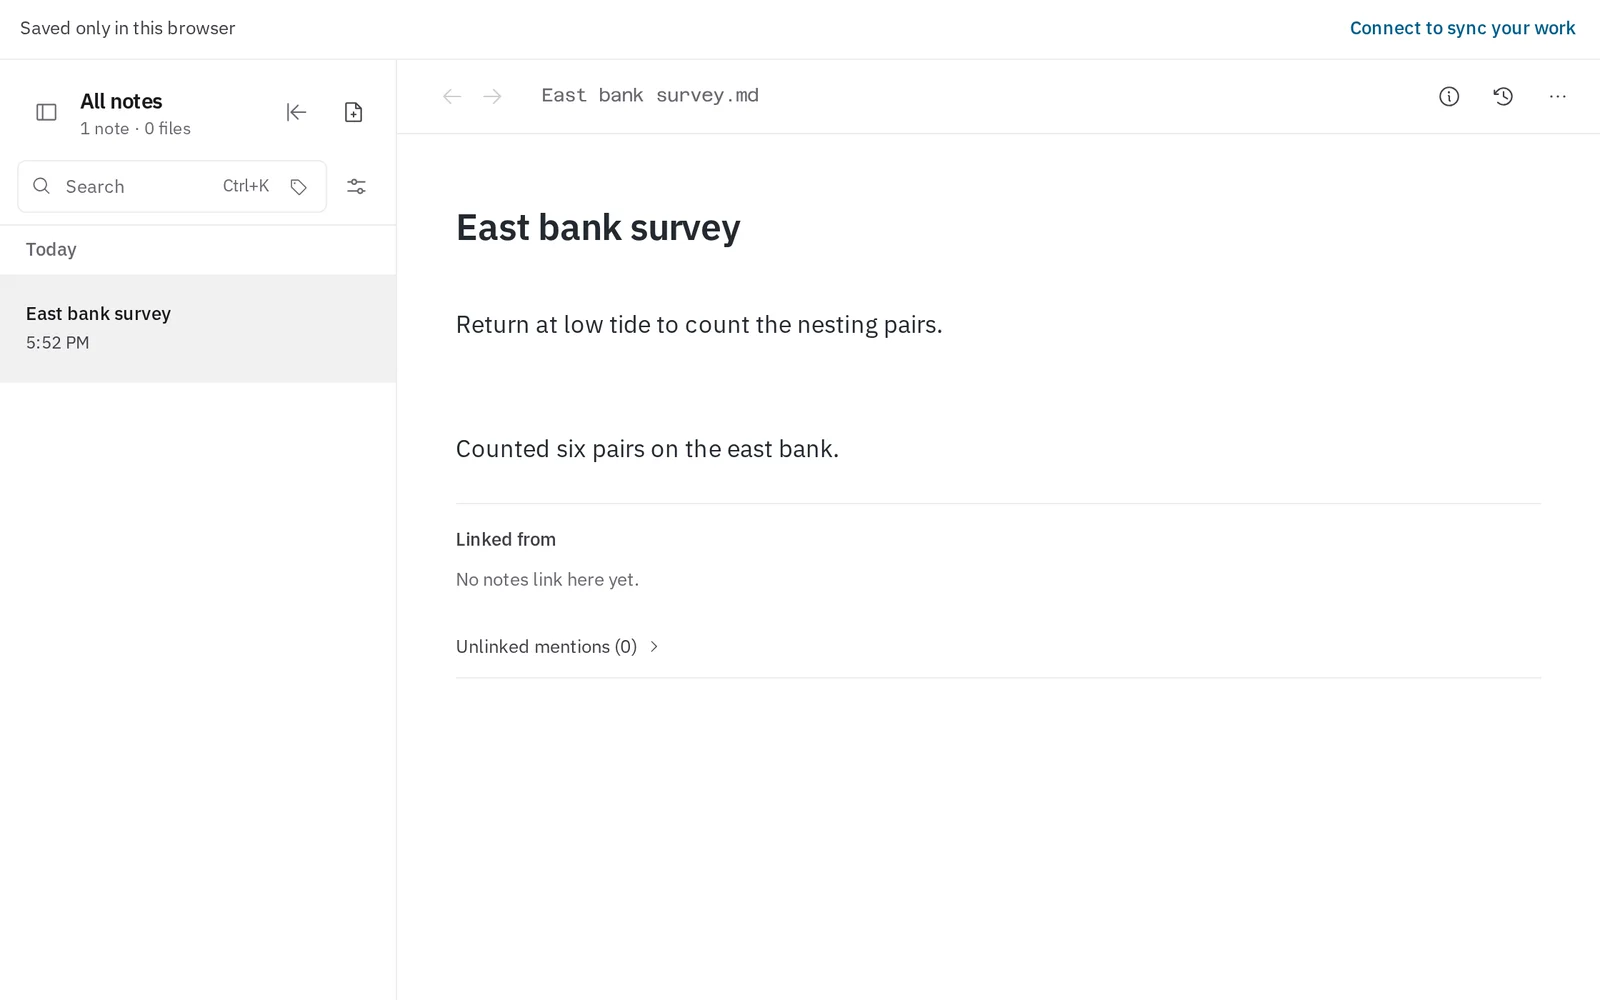 Saved only in this browser
Connect to sync your work
All notes
1 note · 0 files
Search
Ctrl+K
Today
East bank survey
5:52 PM
East bank survey.md
East bank survey
Return at low tide to count the nesting pairs.
Counted six pairs on the east bank.
Linked from
No notes link here yet.
Unlinked mentions (0)